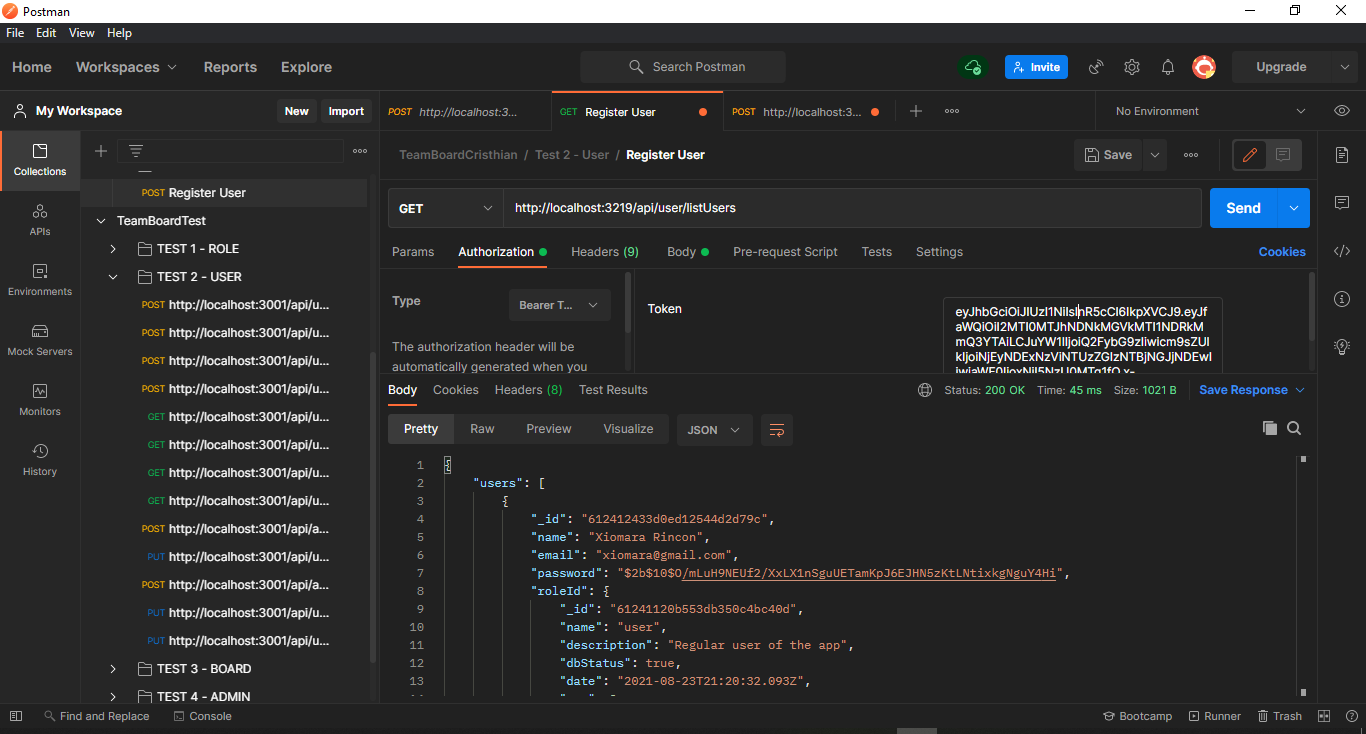 Postman
File Edit View Help
Home Workspaces Reports Explore Search Postman Invite Upgrade
My Workspace New Import
POST http://localhost:3... GET Register User POST http://localhost:3... No Environment
TeamBoardCristhian / Test 2 - User / Register User Save
GET http://localhost:3219/api/user/listUsers Send
Params Authorization Headers (9) Body Pre-request Script Tests Settings Cookies
Type Bearer T...
The authorization header will be
automatically generated when you
Token
Collections
APIs
Environments
Mock Servers
Monitors
History
POST Register User
TeamBoardTest
TEST 1 - ROLE
TEST 2 - USER
POST http://localhost:3001/api/u...
POST http://localhost:3001/api/u...
POST http://localhost:3001/api/u...
POST http://localhost:3001/api/u...
GET http://localhost:3001/api/u...
GET http://localhost:3001/api/u...
GET http://localhost:3001/api/u...
GET http://localhost:3001/api/u...
POST http://localhost:3001/api/a...
PUT http://localhost:3001/api/u...
POST http://localhost:3001/api/a...
PUT http://localhost:3001/api/u...
PUT http://localhost:3001/api/u...
TEST 3 - BOARD
TEST 4 - ADMIN
Body Cookies Headers (8) Test Results Status: 200 OK Time: 45 ms Size: 1021 B Save Response
Pretty Raw Preview Visualize JSON
1 {
2 "users": [
3 {
4 "_id": "612412433d0ed12544d2d79c",
5 "name": "Xiomara Rincon",
6 "email": "xiomara@gmail.com",
7 "password": "$2b$10$O/mLuH9NEUf2/XxLX1nSguUETamKpJ6EJHN5zKtLNtixkgNguY4Hi",
8 "roleId": {
9 "_id": "61241120b553db350c4bc40d",
10 "name": "user",
11 "description": "Regular user of the app",
12 "dbStatus": true,
13 "date": "2021-08-23T21:20:32.093Z",
Find and Replace Console Bootcamp Runner Trash